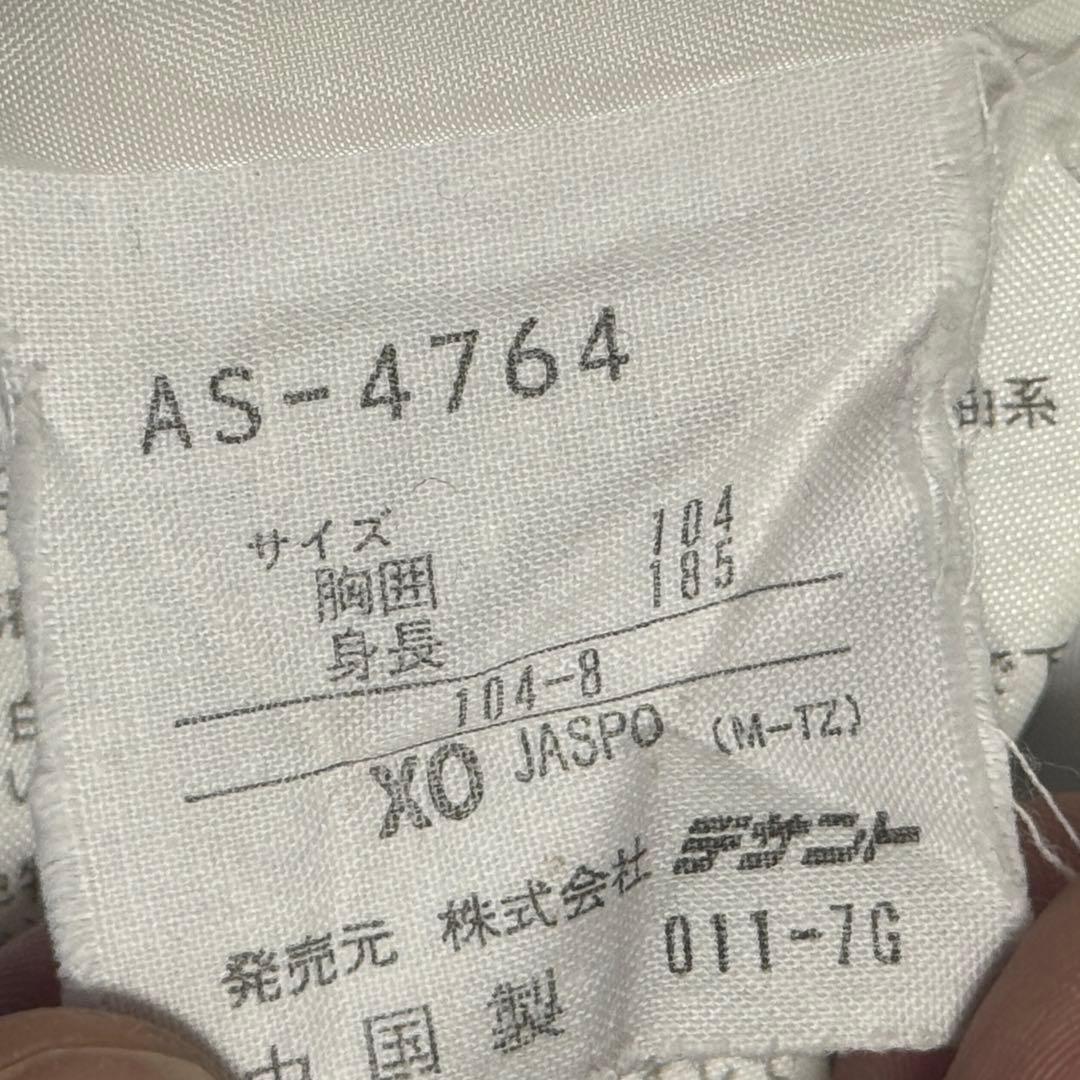 AS-4764
サイズ
胸囲 104
身長 185
104-8
XO JASPO (M-TZ)
発売元 株式会社 デサント
011-7G
中国製